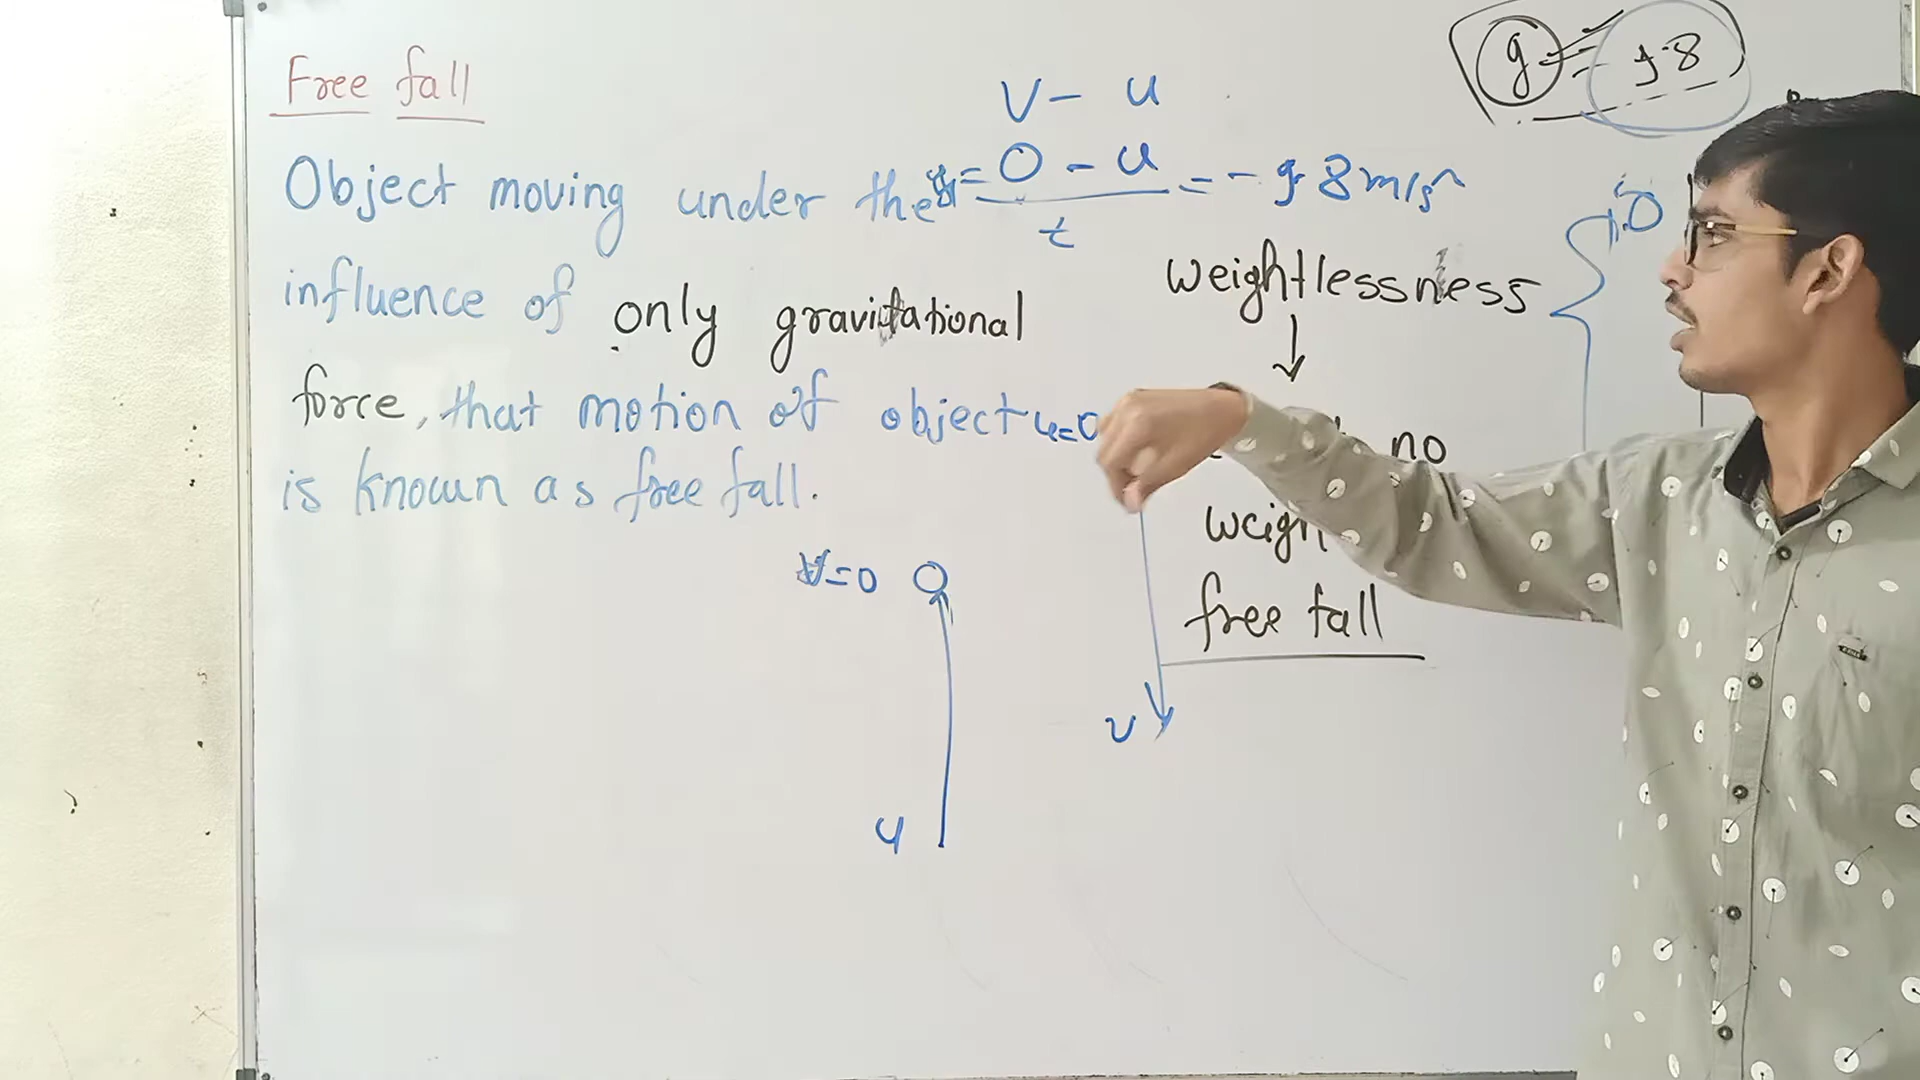 Free fall
Object moving under the
influence of only gravitational
force, that motion of object
is known as free fall.
V - u
= 0 - u = - 9.8 m/s²
t
g = 9.8
weightlessness
↓
no
free fall
u=0
v
V=0
u